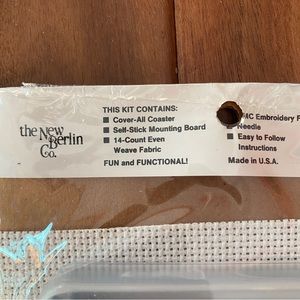 the New
Berlin
Co.
THIS KIT CONTAINS:
■ Cover-All Coaster
■ Self-Stick Mounting Board
■ 14-Count Even
Weave Fabric
FUN and FUNCTIONAL!
Embroidery
■ Needle
■ Easy to Follow
Instructions
Made in U.S.A.